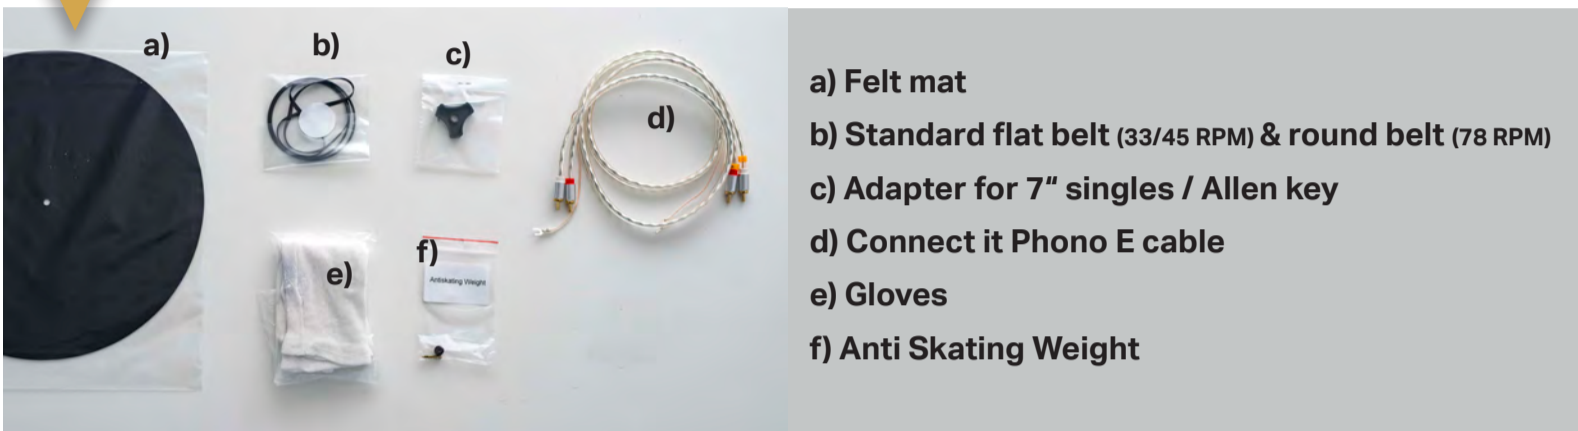 a)
b)
c)
d)
e)
f)
Antiskating Weight
a) Felt mat
b) Standard flat belt (33/45 RPM) & round belt (78 RPM)
c) Adapter for 7“ singles / Allen key
d) Connect it Phono E cable
e) Gloves
f) Anti Skating Weight